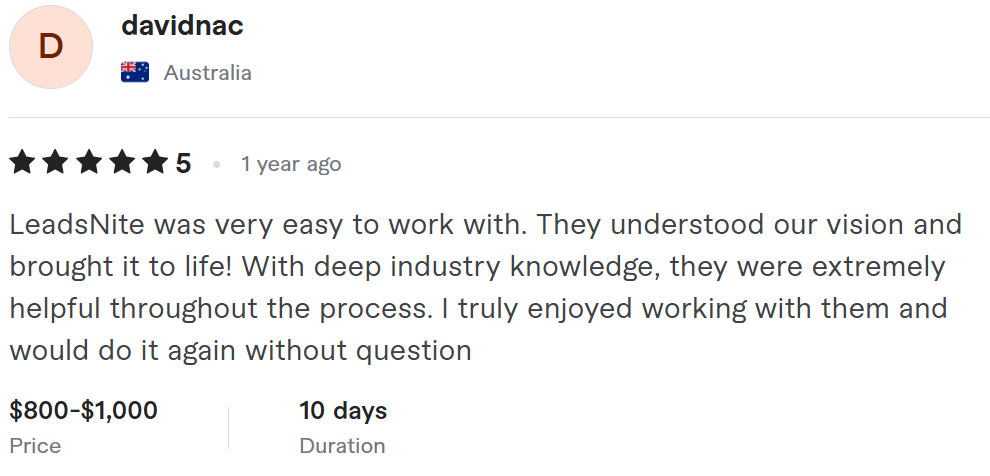 D
davidnac
Australia
5 • 1 year ago
LeadsNite was very easy to work with. They understood our vision and
brought it to life! With deep industry knowledge, they were extremely
helpful throughout the process. I truly enjoyed working with them and
would do it again without question
$800-$1,000 10 days
Price Duration